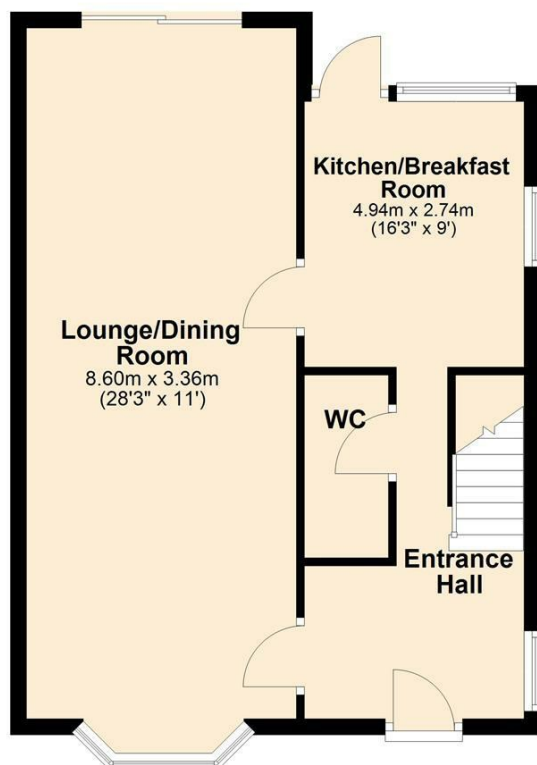 Kitchen/Breakfast
Room
4.94m x 2.74m
(16'3" x 9')
Lounge/Dining
Room
8.60m x 3.36m
(28'3" x 11')
WC
Entrance
Hall